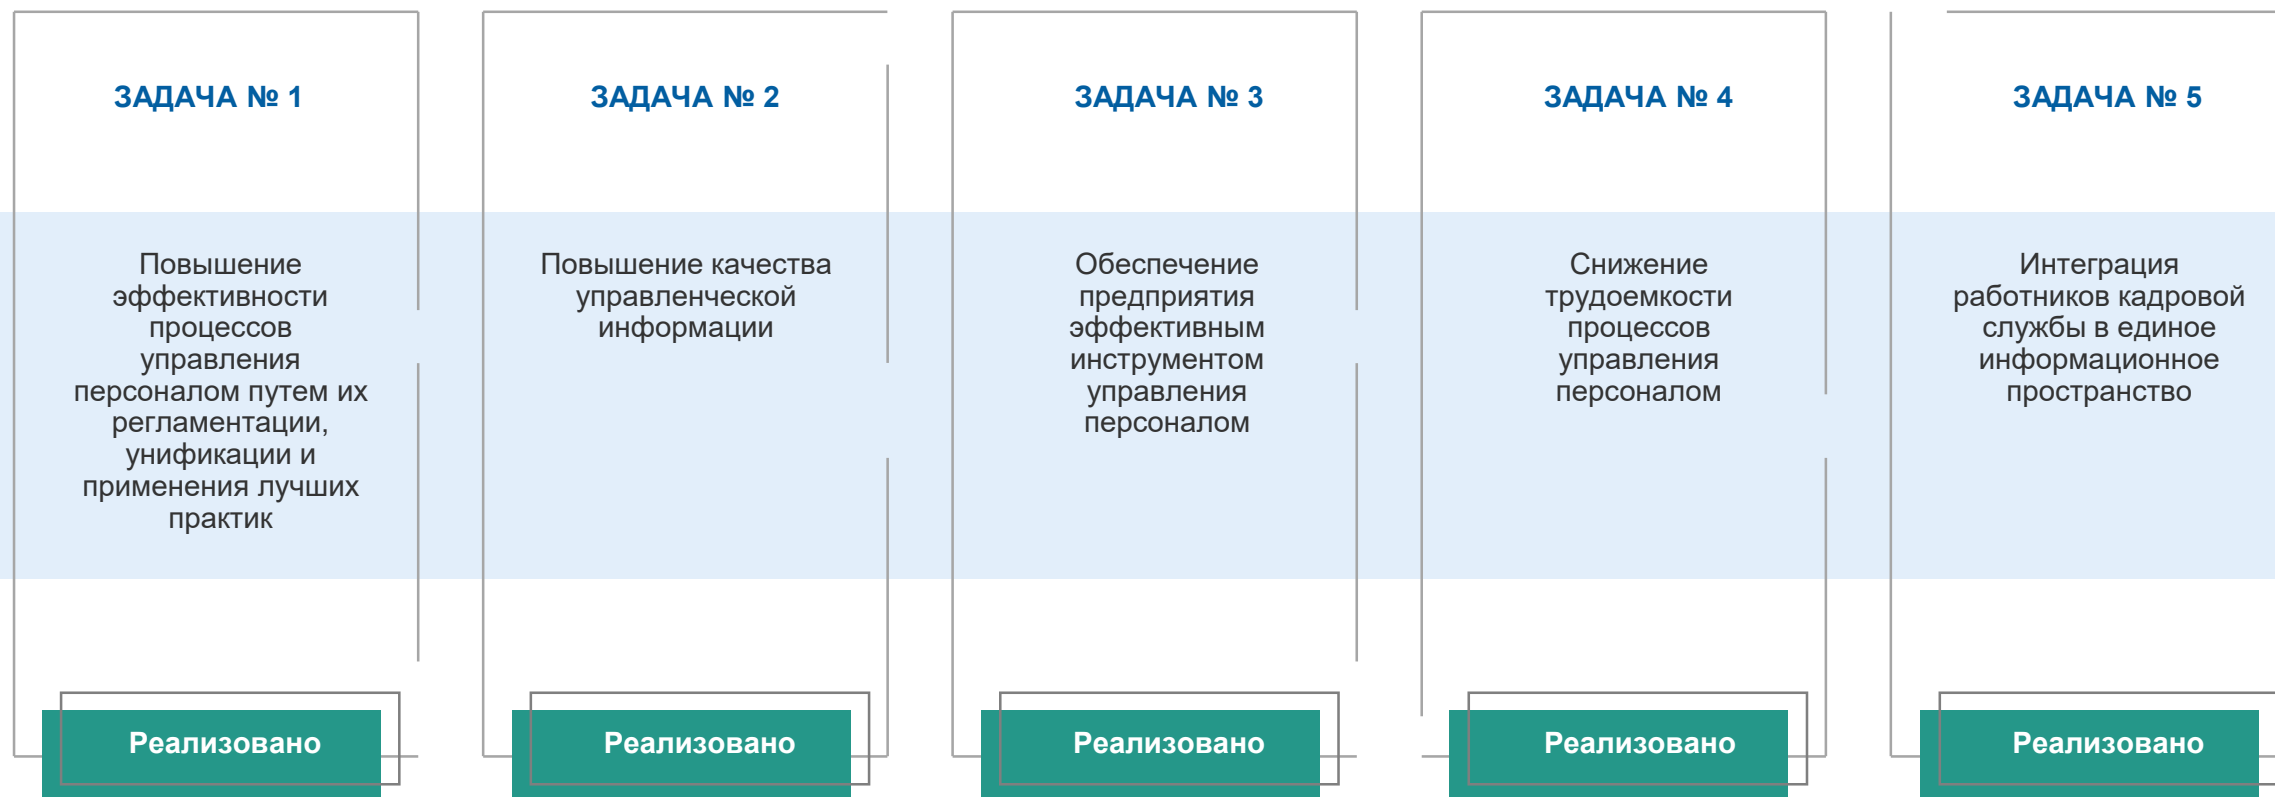 ЗАДАЧА № 1
Повышение
эффективности
процессов
управления
персоналом путем их
регламентации,
унификации и
применения лучших
практик
Реализовано
ЗАДАЧА № 2
Повышение качества
управленческой
информации
Реализовано
ЗАДАЧА № 3
Обеспечение
предприятия
эффективным
инструментом
управления
персоналом
Реализовано
ЗАДАЧА № 4
Снижение
трудоемкости
процессов
управления
персоналом
Реализовано
ЗАДАЧА № 5
Интеграция
работников кадровой
службы в единое
информационное
пространство
Реализовано